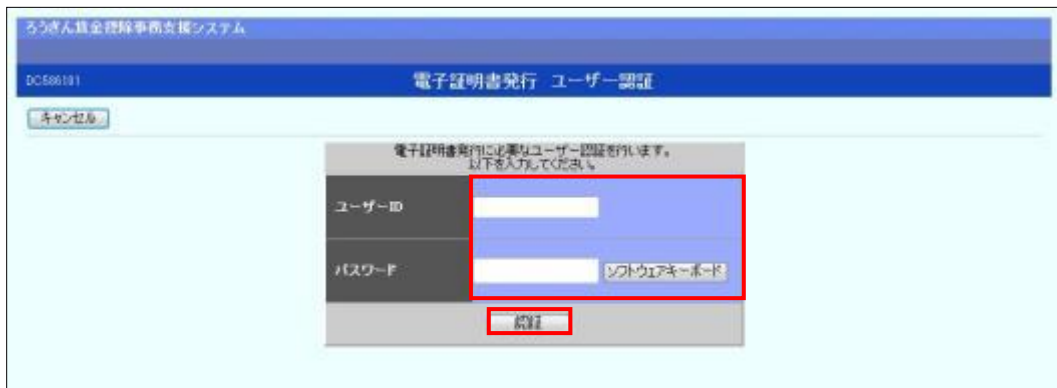 ろうきん賃金控除事務支援システム
DC586101
電子証明書発行 ユーザー認証
キャンセル
電子証明書発行に必要なユーザー認証を行います。
以下を入力してください。
ユーザーID
パスワード
ソフトウェアキーボード
認証